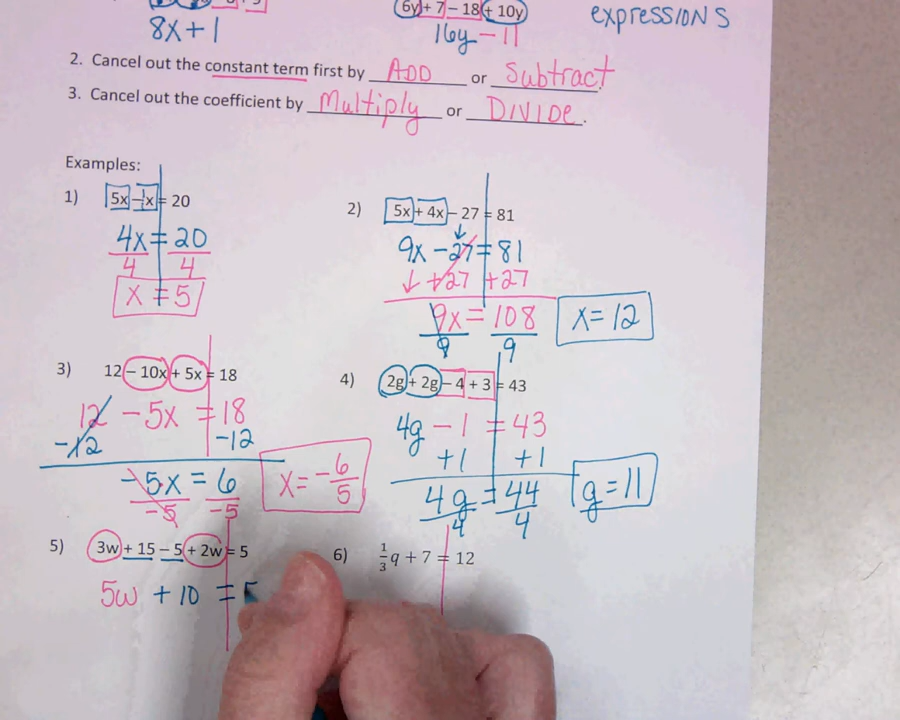 6y + 7 - 18 + 10y
expressions
8x + 1
16y - 11
2. Cancel out the constant term first by ADD or Subtract.
3. Cancel out the coefficient by Multiply or DIVIDE.
Examples:
1) 5x - 1x = 20
4x = 20
4 4
x = 5
2) 5x + 4x - 27 = 81
9x - 27 = 81
↓ +27 +27
9x = 108
9 9
x = 12
3) 12 - 10x + 5x = 18
12 - 5x = 18
-12 -12
-5x = 6
-5 -5
x = -6/5
4) 2g + 2g - 4 + 3 = 43
4g - 1 = 43
+1 +1
4g = 44
4 4
g = 11
5) 3w + 15 - 5 + 2w = 5
5w + 10 = 5
6) 1/3 q + 7 = 12